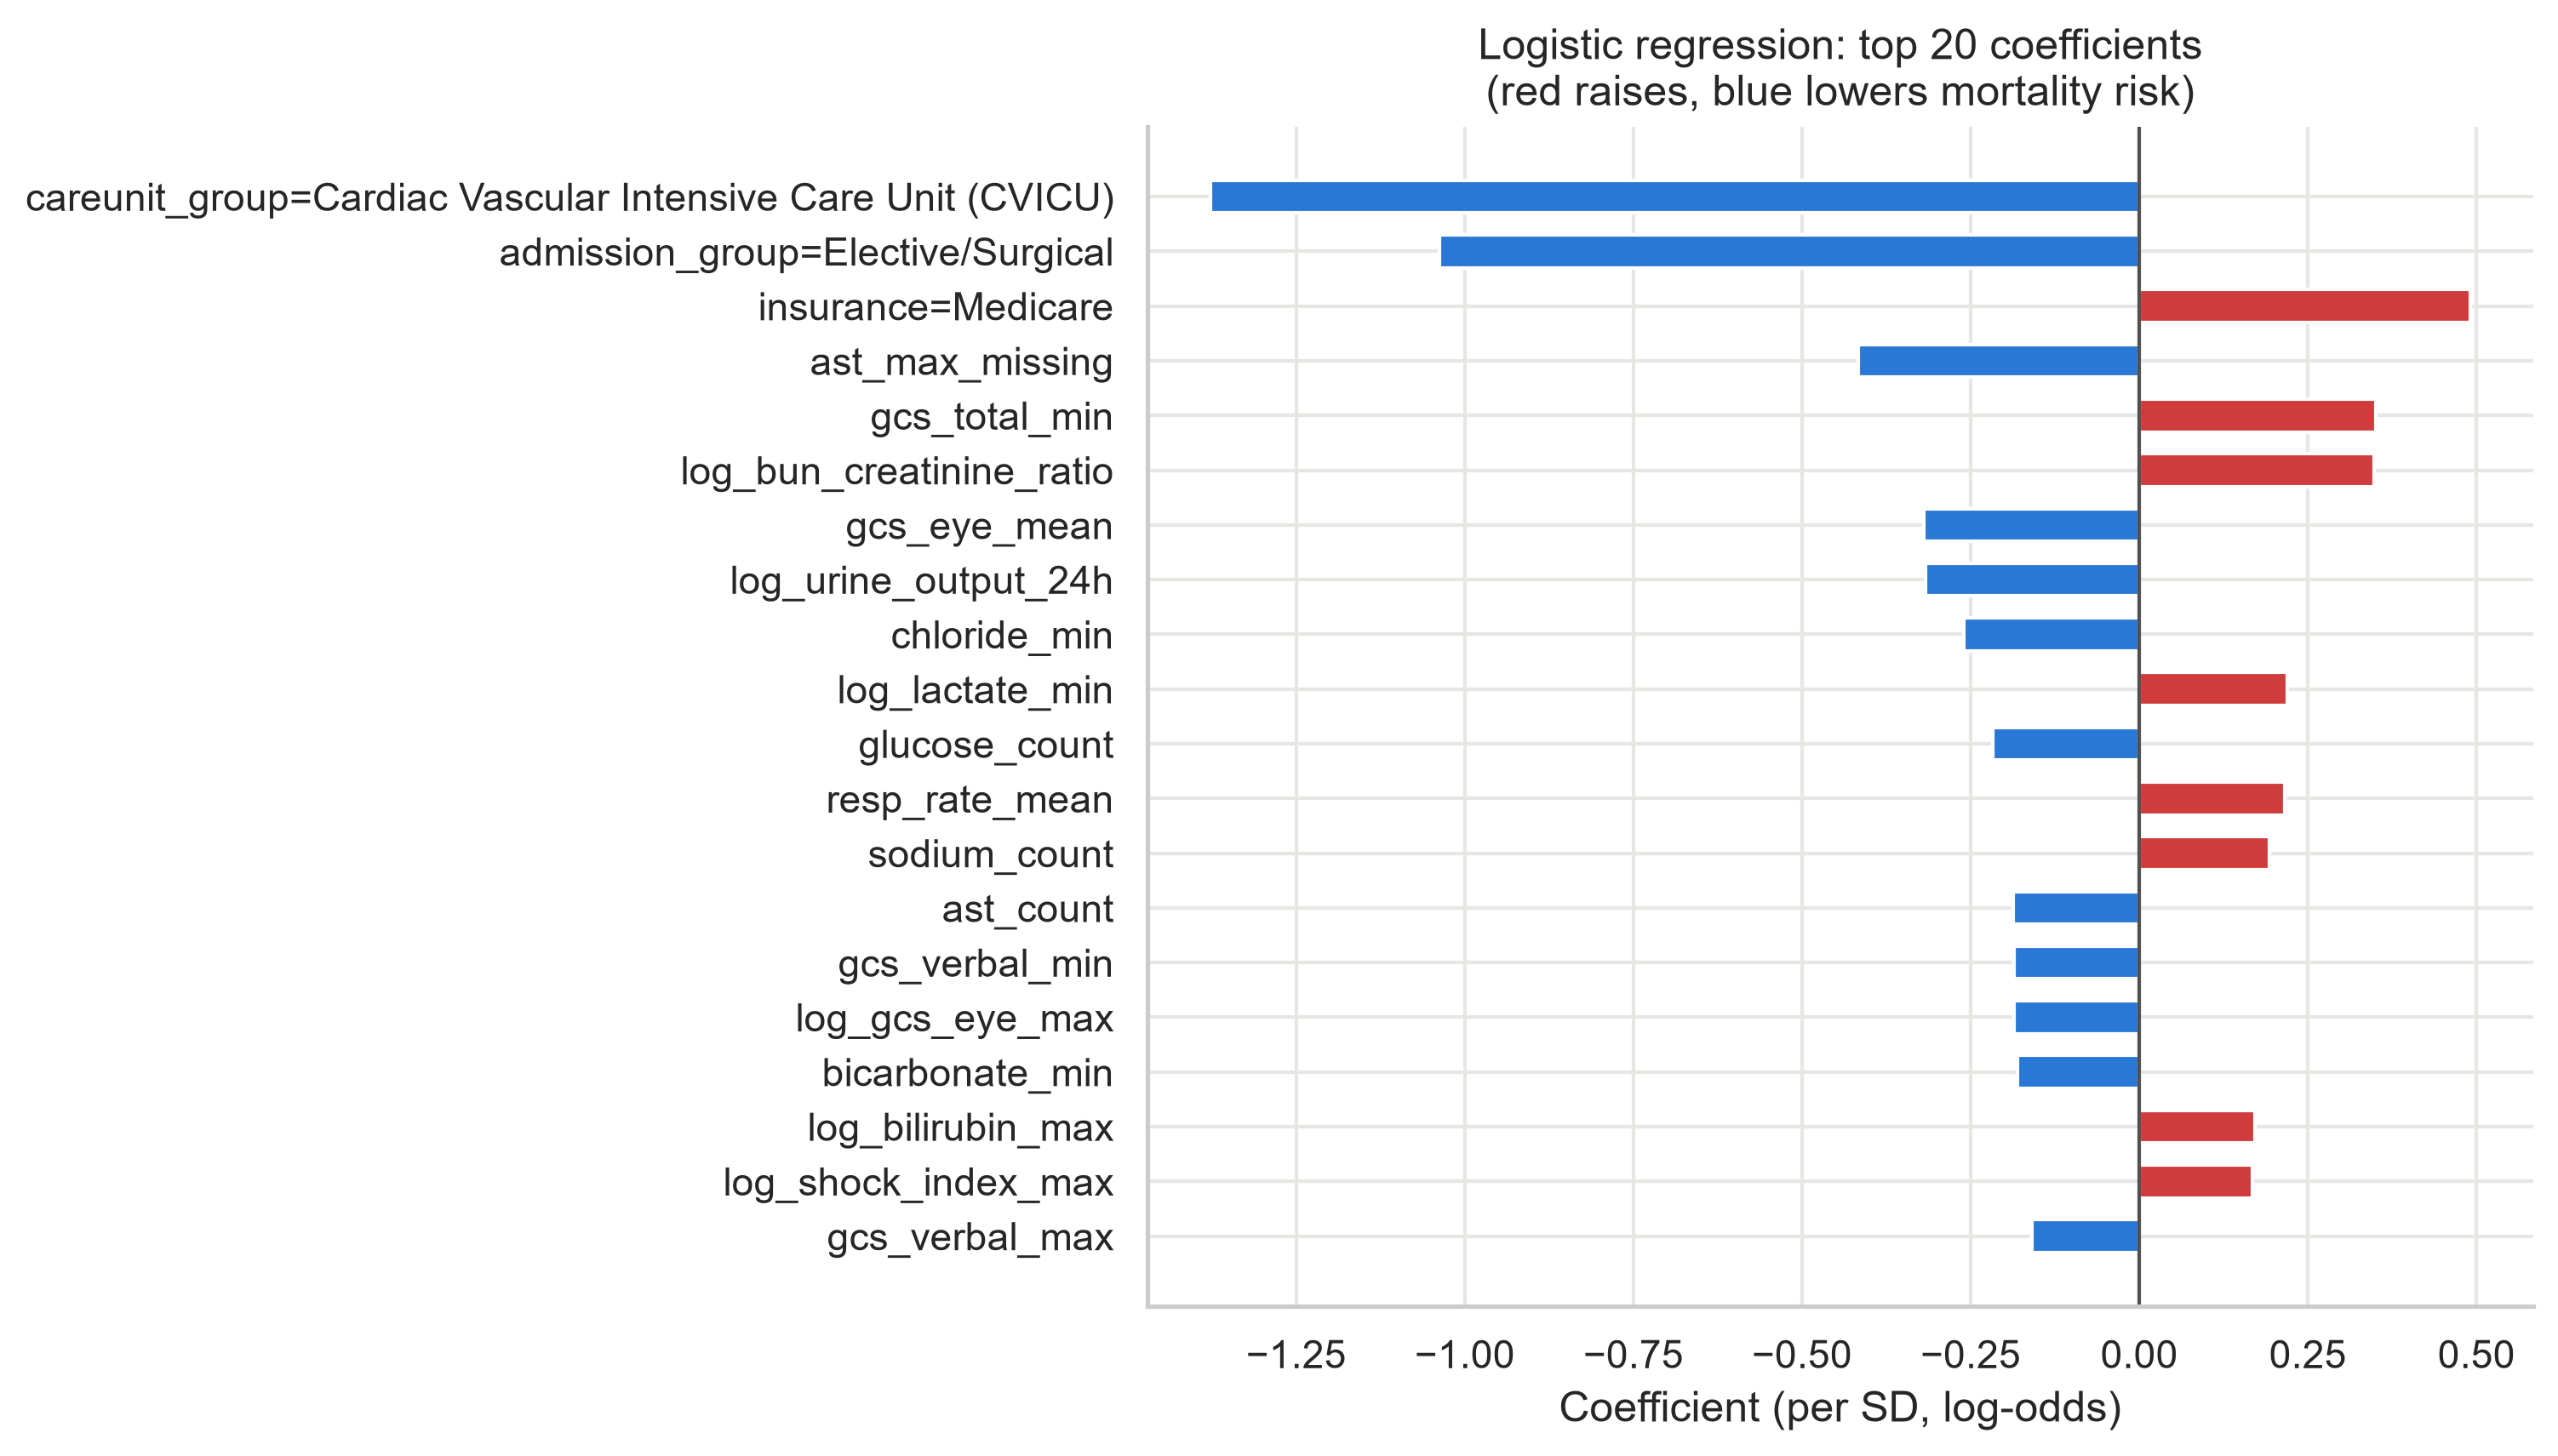 Logistic regression: top 20 coefficients
(red raises, blue lowers mortality risk)
careunit_group=Cardiac Vascular Intensive Care Unit (CVICU)
admission_group=Elective/Surgical
insurance=Medicare
ast_max_missing
gcs_total_min
log_bun_creatinine_ratio
gcs_eye_mean
log_urine_output_24h
chloride_min
log_lactate_min
glucose_count
resp_rate_mean
sodium_count
ast_count
gcs_verbal_min
log_gcs_eye_max
bicarbonate_min
log_bilirubin_max
log_shock_index_max
gcs_verbal_max
−1.25 −1.00 −0.75 −0.50 −0.25 0.00 0.25 0.50
Coefficient (per SD, log-odds)